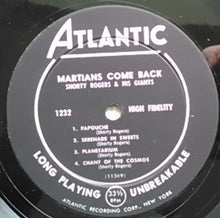 ATLANTIC
MARTIANS COME BACK
SHORTY ROGERS & HIS GIANTS
1232 HIGH FIDELITY
1. PAPOUCHE
(Shorty Rogers)
2. SERENADE IN SWEETS
(Shorty Rogers)
3. PLANETARIUM
(Shorty Rogers)
4. CHANT OF THE COSMOS
(Shorty Rogers)
(11369)
LONG PLAYING 33⅓ RPM UNBREAKABLE
ATLANTIC RECORDING CORP., NEW YORK